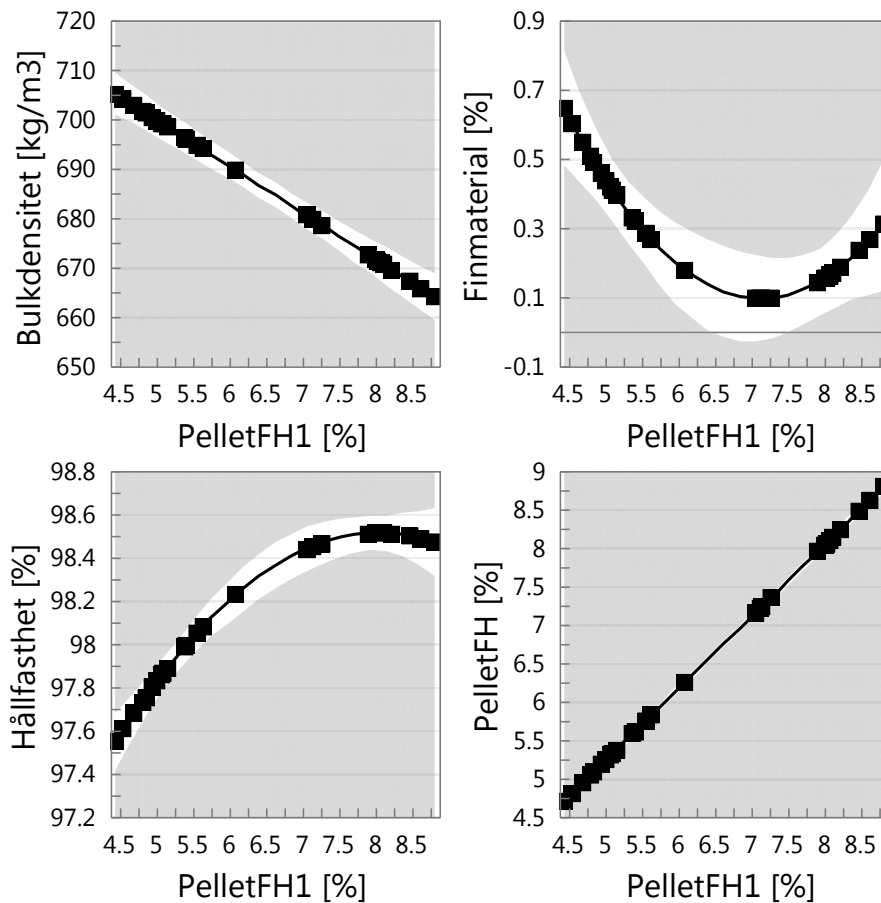 Bulkdensitet [kg/m3]
720
710
700
690
680
670
660
650
4.5 5 5.5 6 6.5 7 7.5 8 8.5
PelletFH1 [%]
Finmaterial [%]
0.9
0.7
0.5
0.3
0.1
-0.1
4.5 5 5.5 6 6.5 7 7.5 8 8.5
PelletFH1 [%]
Hållfasthet [%]
98.8
98.6
98.4
98.2
98
97.8
97.6
97.4
97.2
4.5 5 5.5 6 6.5 7 7.5 8 8.5
PelletFH1 [%]
PelletFH [%]
9
8.5
8
7.5
7
6.5
6
5.5
5
4.5
4.5 5 5.5 6 6.5 7 7.5 8 8.5
PelletFH1 [%]